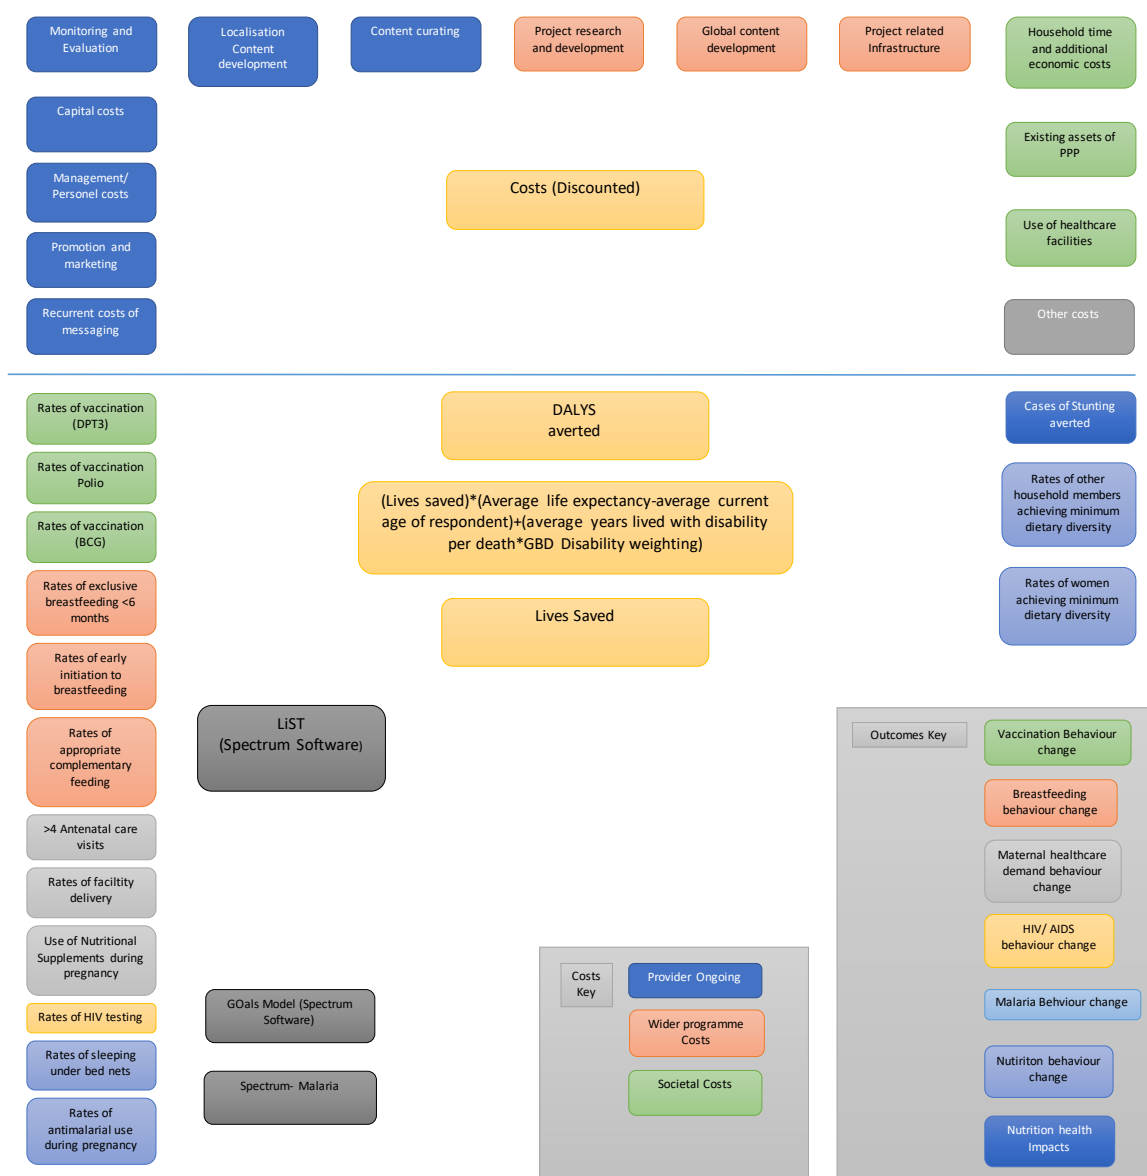 Monitoring and
Evaluation
Localisation
Content
development
Content curating
Project research
and development
Global content
development
Project related
Infrastructure
Household time
and additional
economic costs
Capital costs
Existing assets of
PPP
Management/
Personel costs
Costs (Discounted)
Promotion and
marketing
Use of healthcare
facilities
Recurrent costs of
messaging
Other costs
Rates of vaccination
(DPT3)
DALYS
averted
Cases of Stunting
averted
Rates of vaccination
Polio
(Lives saved)*(Average life expectancy-average current
age of respondent)+(average years lived with disability
per death*GBD Disability weighting)
Rates of other
household members
achieving minimum
dietary diversity
Rates of vaccination
(BCG)
Rates of exclusive
breastfeeding <6
months
Lives Saved
Rates of women
achieving minimum
dietary diversity
Rates of early
initiation to
breastfeeding
Rates of
appropriate
complementary
feeding
LiST
(Spectrum Software)
>4 Antenatal care
visits
Rates of faciltity
delivery
Use of Nutritional
Supplements during
pregnancy
Rates of HIV testing
GOals Model (Spectrum
Software)
Rates of sleeping
under bed nets
Spectrum- Malaria
Rates of
antimalarial use
during pregnancy
Costs
Key
Provider Ongoing
Wider programme
Costs
Societal Costs
Outcomes Key
Vaccination Behaviour
change
Breastfeeding
behaviour change
Maternal healthcare
demand behaviour
change
HIV/ AIDS
behaviour change
Malaria Behviour change
Nutiriton behaviour
change
Nutrition health
Impacts